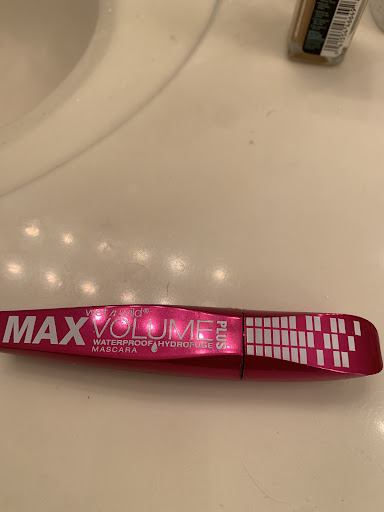 wet n wild®
MAX VOLUME PLUS
WATERPROOF HYDROFUGE
MASCARA